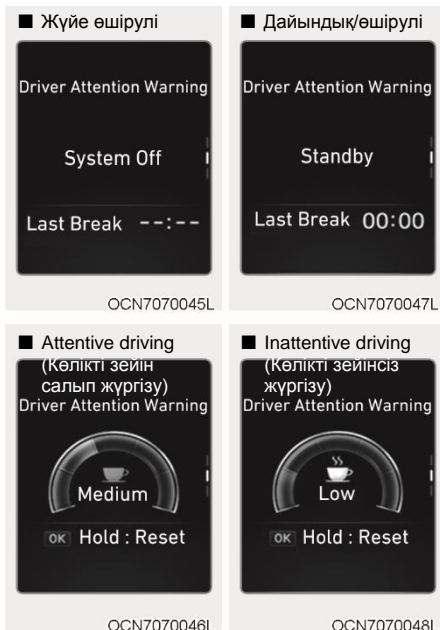 ■ Жүйе өшірулі
Driver Attention Warning
System Off
Last Break --:--
OCN7070045L
■ Дайындық/өшірулі
Driver Attention Warning
Standby
Last Break 00:00
OCN7070047L
■ Attentive driving
(Көлікті зейін
салып жүргізу)
Driver Attention Warning
Medium
OK Hold : Reset
OCN7070046L
■ Inattentive driving
(Көлікті зейінсіз
жүргізу)
Driver Attention Warning
Low
OK Hold : Reset
OCN7070048L